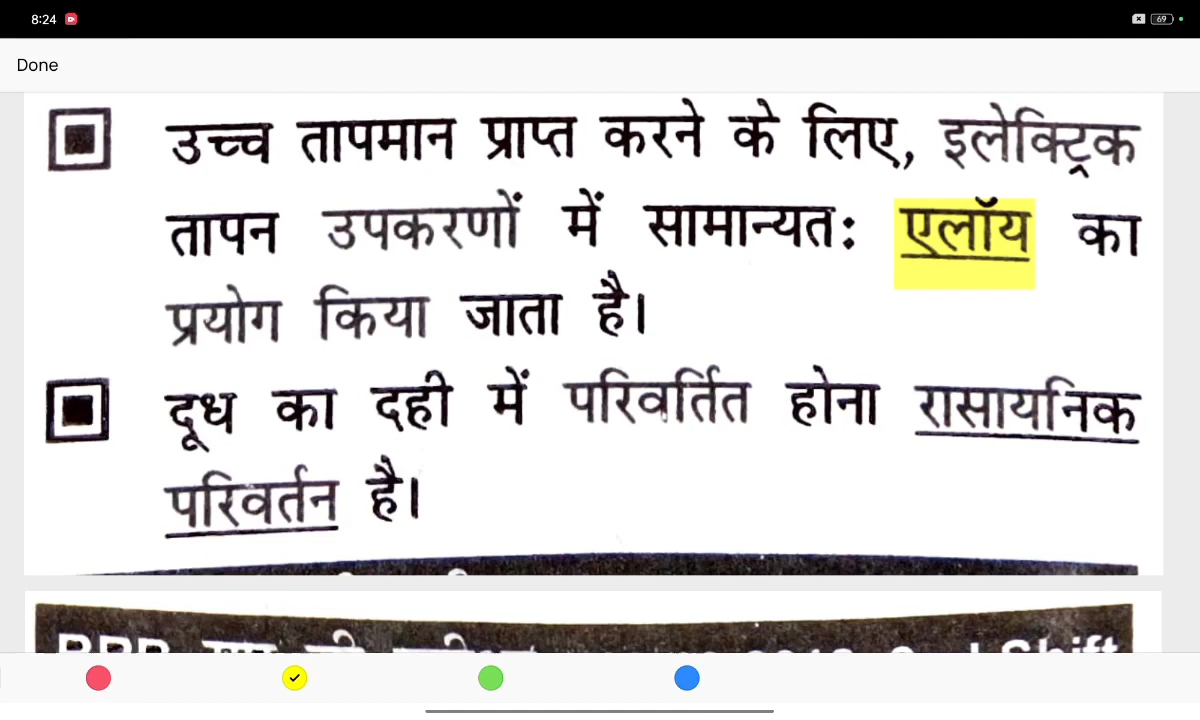 8:24
69
Done
उच्च तापमान प्राप्त करने के लिए, इलेक्ट्रिक
तापन उपकरणों में सामान्यतः एलॉय का
प्रयोग किया जाता है।
दूध का दही में परिवर्तित होना रासायनिक
परिवर्तन है।